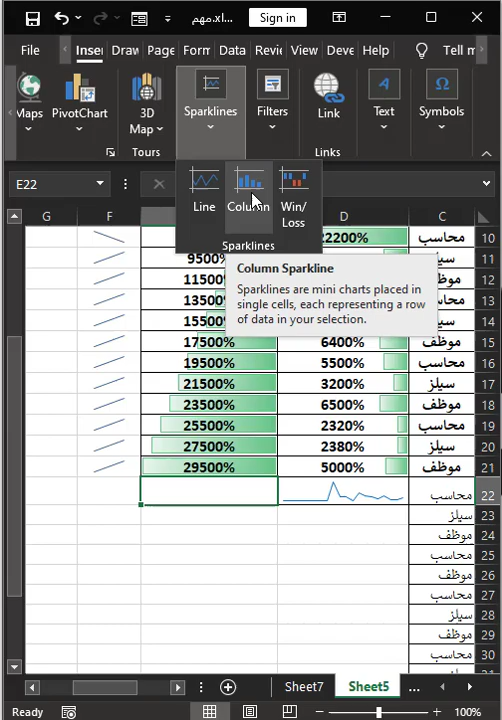 مهم.xla...
Sign in
File Inser Draw Page Form Data Revie View Deve Help Tell m
Maps PivotChart 3D Map Sparklines Filters Link Text Symbols
Tours Links
Line Column Win/Loss
Sparklines
E22
Column Sparkline
Sparklines are mini charts placed in
single cells, each representing a row
of data in your selection.
G F D C
22200% محاسب 10
9500% سيلز 11
11500% موظف 12
13500 محاسب 13
15500 سيلز 14
17500% 6400% موظف 15
19500% 5500% محاسب 16
21500% 3200% سيلز 17
23500% 6500% موظف 18
25500% 2320% محاسب 19
27500% 2380% سيلز 20
29500% 5000% موظف 21
محاسب 22
سيلز 23
موظف 24
محاسب 25
موظف 26
محاسب 27
سيلز 28
موظف 29
محاسب 30
Sheet7 Sheet5 ...
Ready 100%